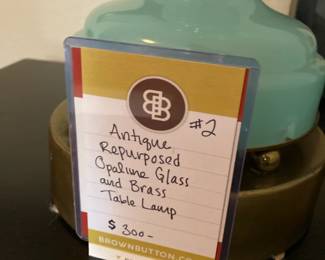 BB
#2
Antique
Repurposed
Opaline Glass
and Brass
Table Lamp
$300-
BROWNBUTTON.CO